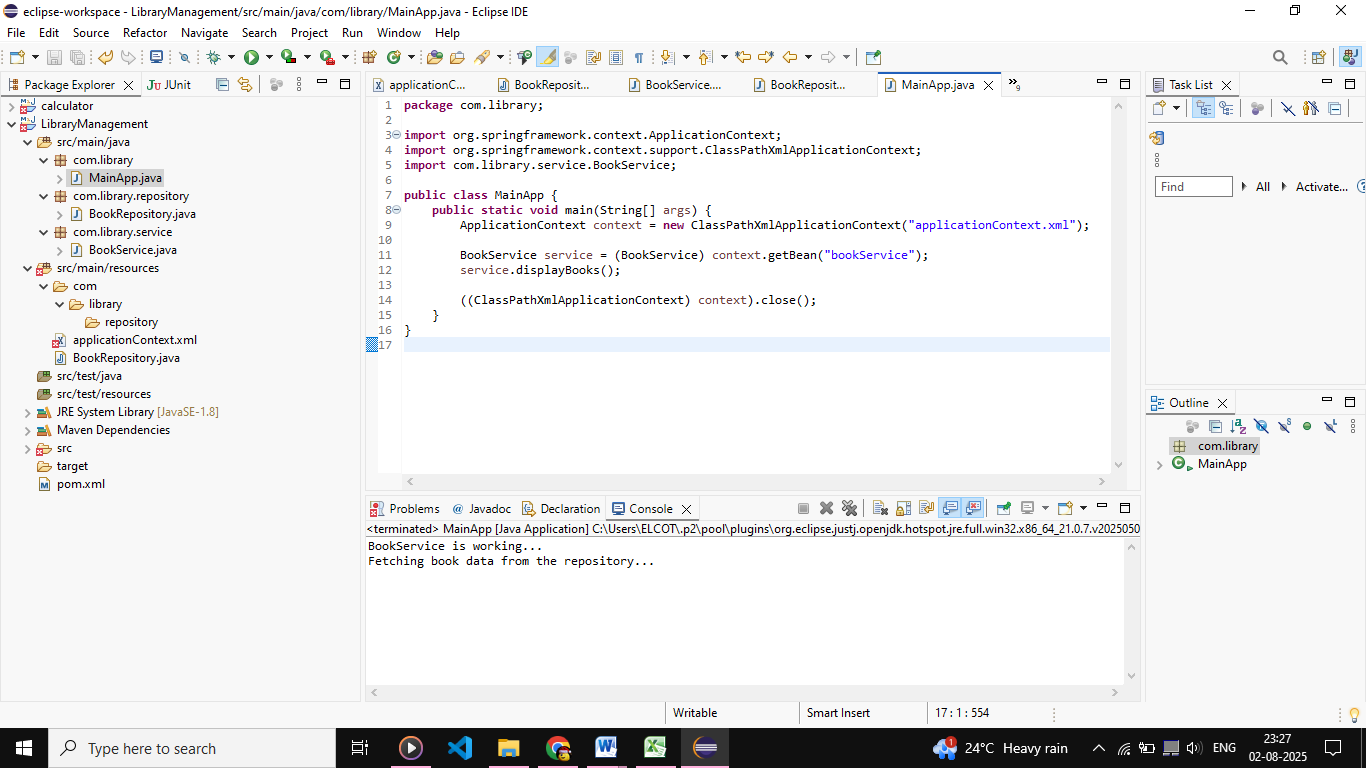 eclipse-workspace - LibraryManagement/src/main/java/com/library/MainApp.java - Eclipse IDE
File Edit Source Refactor Navigate Search Project Run Window Help
Package Explorer
JUnit
calculator
LibraryManagement
src/main/java
com.library
MainApp.java
com.library.repository
BookRepository.java
com.library.service
BookService.java
src/main/resources
com
library
repository
applicationContext.xml
BookRepository.java
src/test/java
src/test/resources
JRE System Library [JavaSE-1.8]
Maven Dependencies
src
target
pom.xml
applicationC... BookReposit... BookService.... BookReposit... MainApp.java »9
1 package com.library;
2
3 import org.springframework.context.ApplicationContext;
4 import org.springframework.context.support.ClassPathXmlApplicationContext;
5 import com.library.service.BookService;
6
7 public class MainApp {
8 public static void main(String[] args) {
9 ApplicationContext context = new ClassPathXmlApplicationContext("applicationContext.xml");
10
11 BookService service = (BookService) context.getBean("bookService");
12 service.displayBooks();
13
14 ((ClassPathXmlApplicationContext) context).close();
15 }
16 }
17
Problems @ Javadoc Declaration Console
<terminated> MainApp [Java Application] C:\Users\ELCOT\.p2\pool\plugins\org.eclipse.justj.openjdk.hotspot.jre.full.win32.x86_64_21.0.7.v2025050
BookService is working...
Fetching book data from the repository...
Task List
Find All Activate...
Outline
com.library
MainApp
Writable Smart Insert 17 : 1 : 554
Type here to search
1
24°C Heavy rain
ENG
23:27
02-08-2025